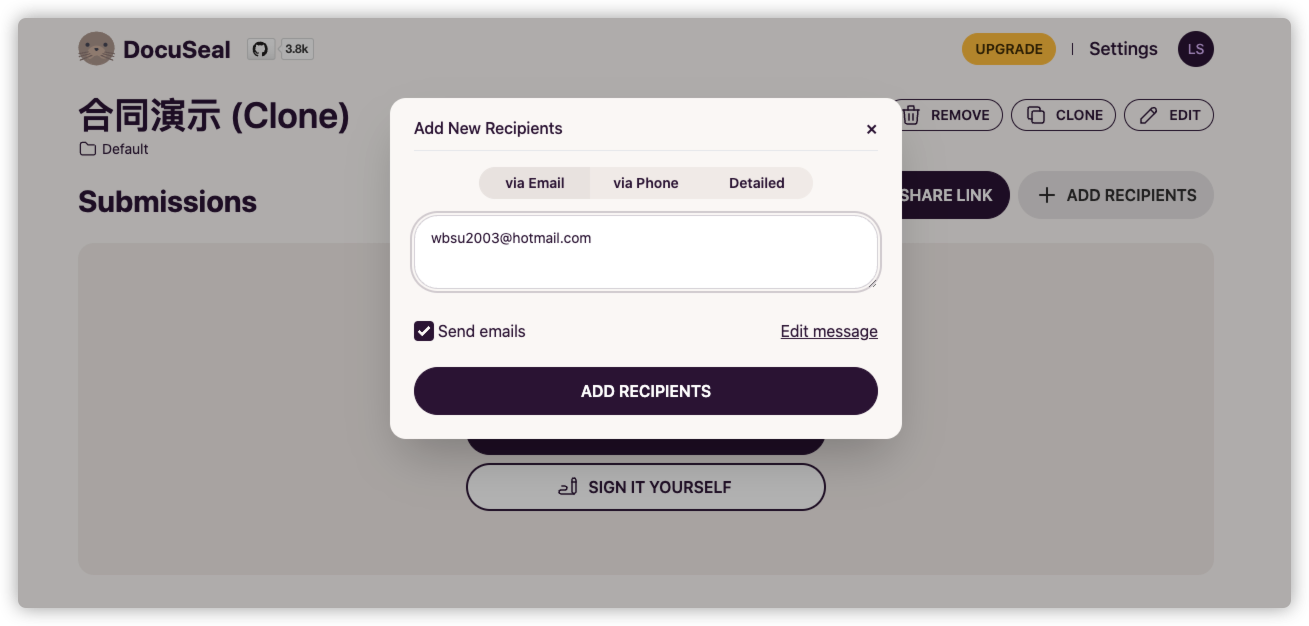 DocuSeal 3.8k UPGRADE Settings LS
合同演示 (Clone) REMOVE CLONE EDIT
Default
Submissions SHARE LINK ADD RECIPIENTS
Add New Recipients
via Email via Phone Detailed
wbsu2003@hotmail.com
Send emails Edit message
ADD RECIPIENTS
SIGN IT YOURSELF